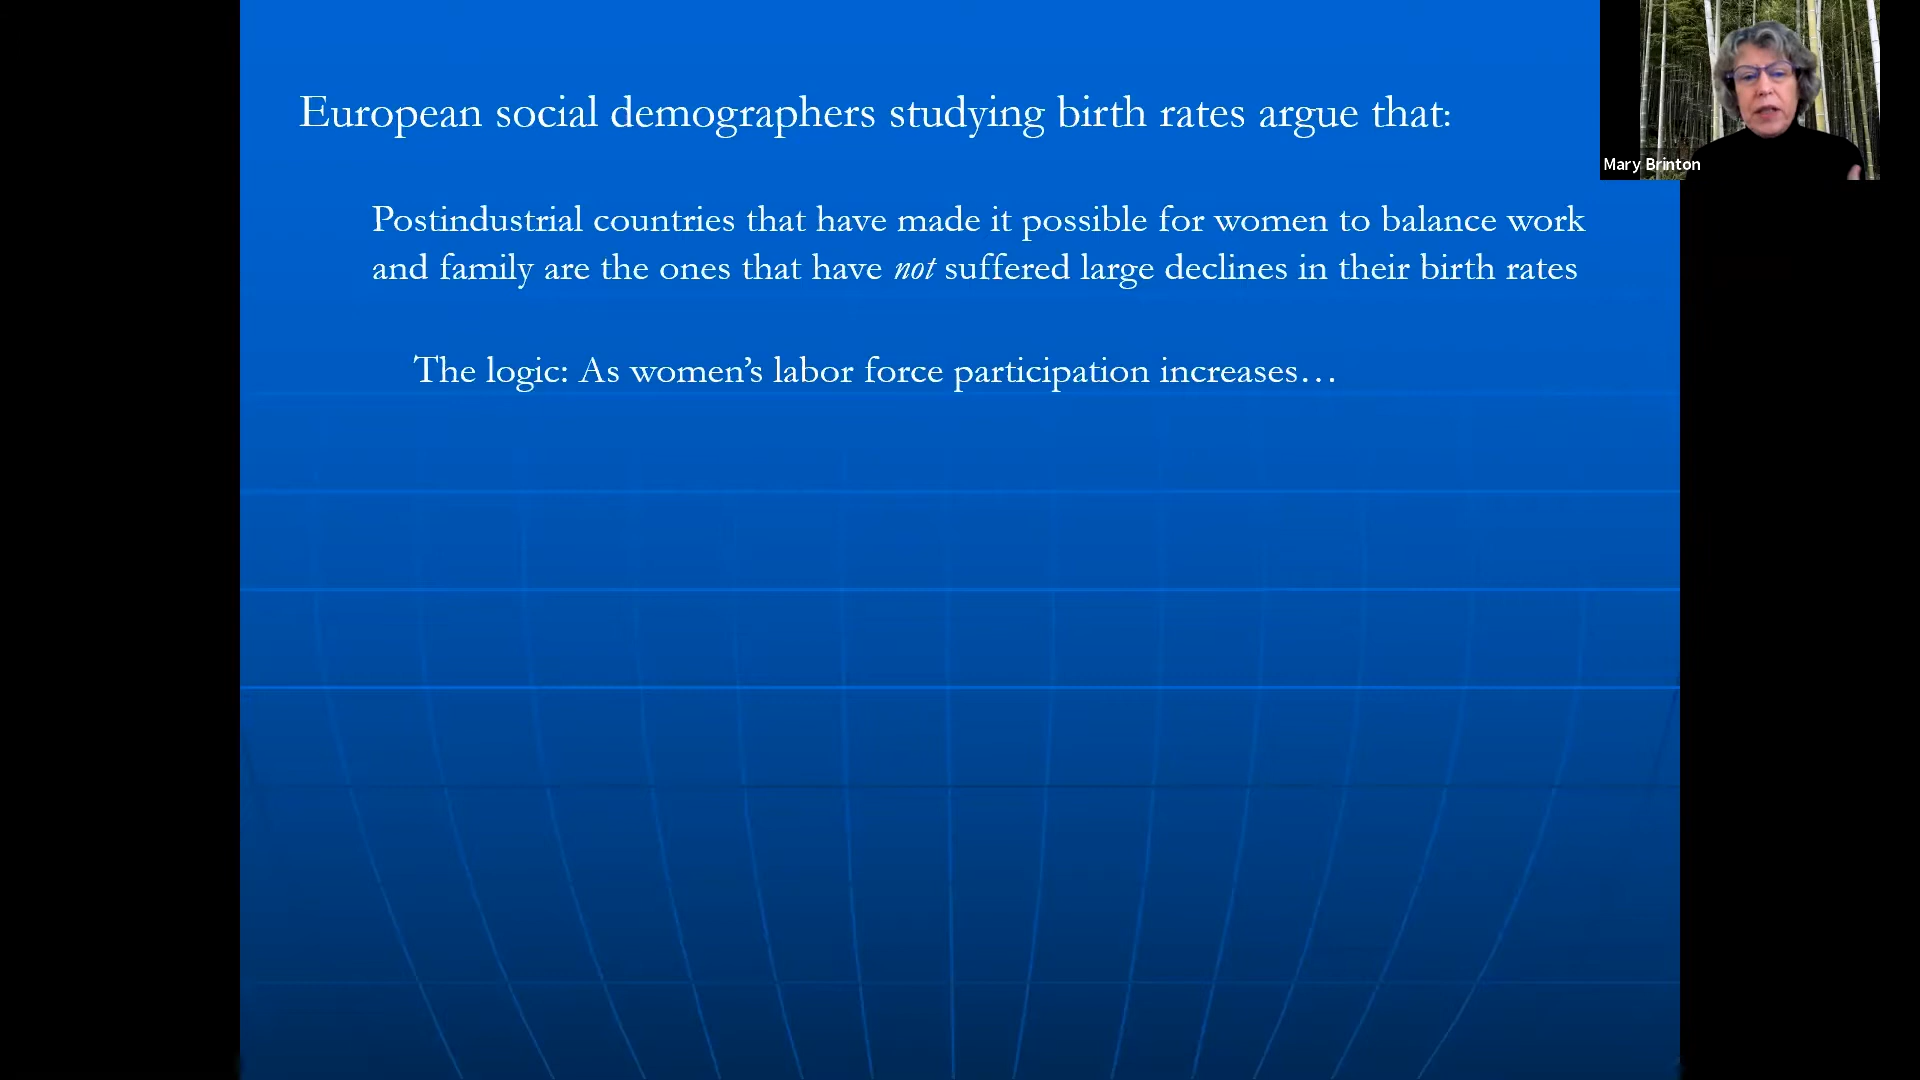 European social demographers studying birth rates argue that:
Mary Brinton
Postindustrial countries that have made it possible for women to balance work
and family are the ones that have not suffered large declines in their birth rates
The logic: As women’s labor force participation increases…